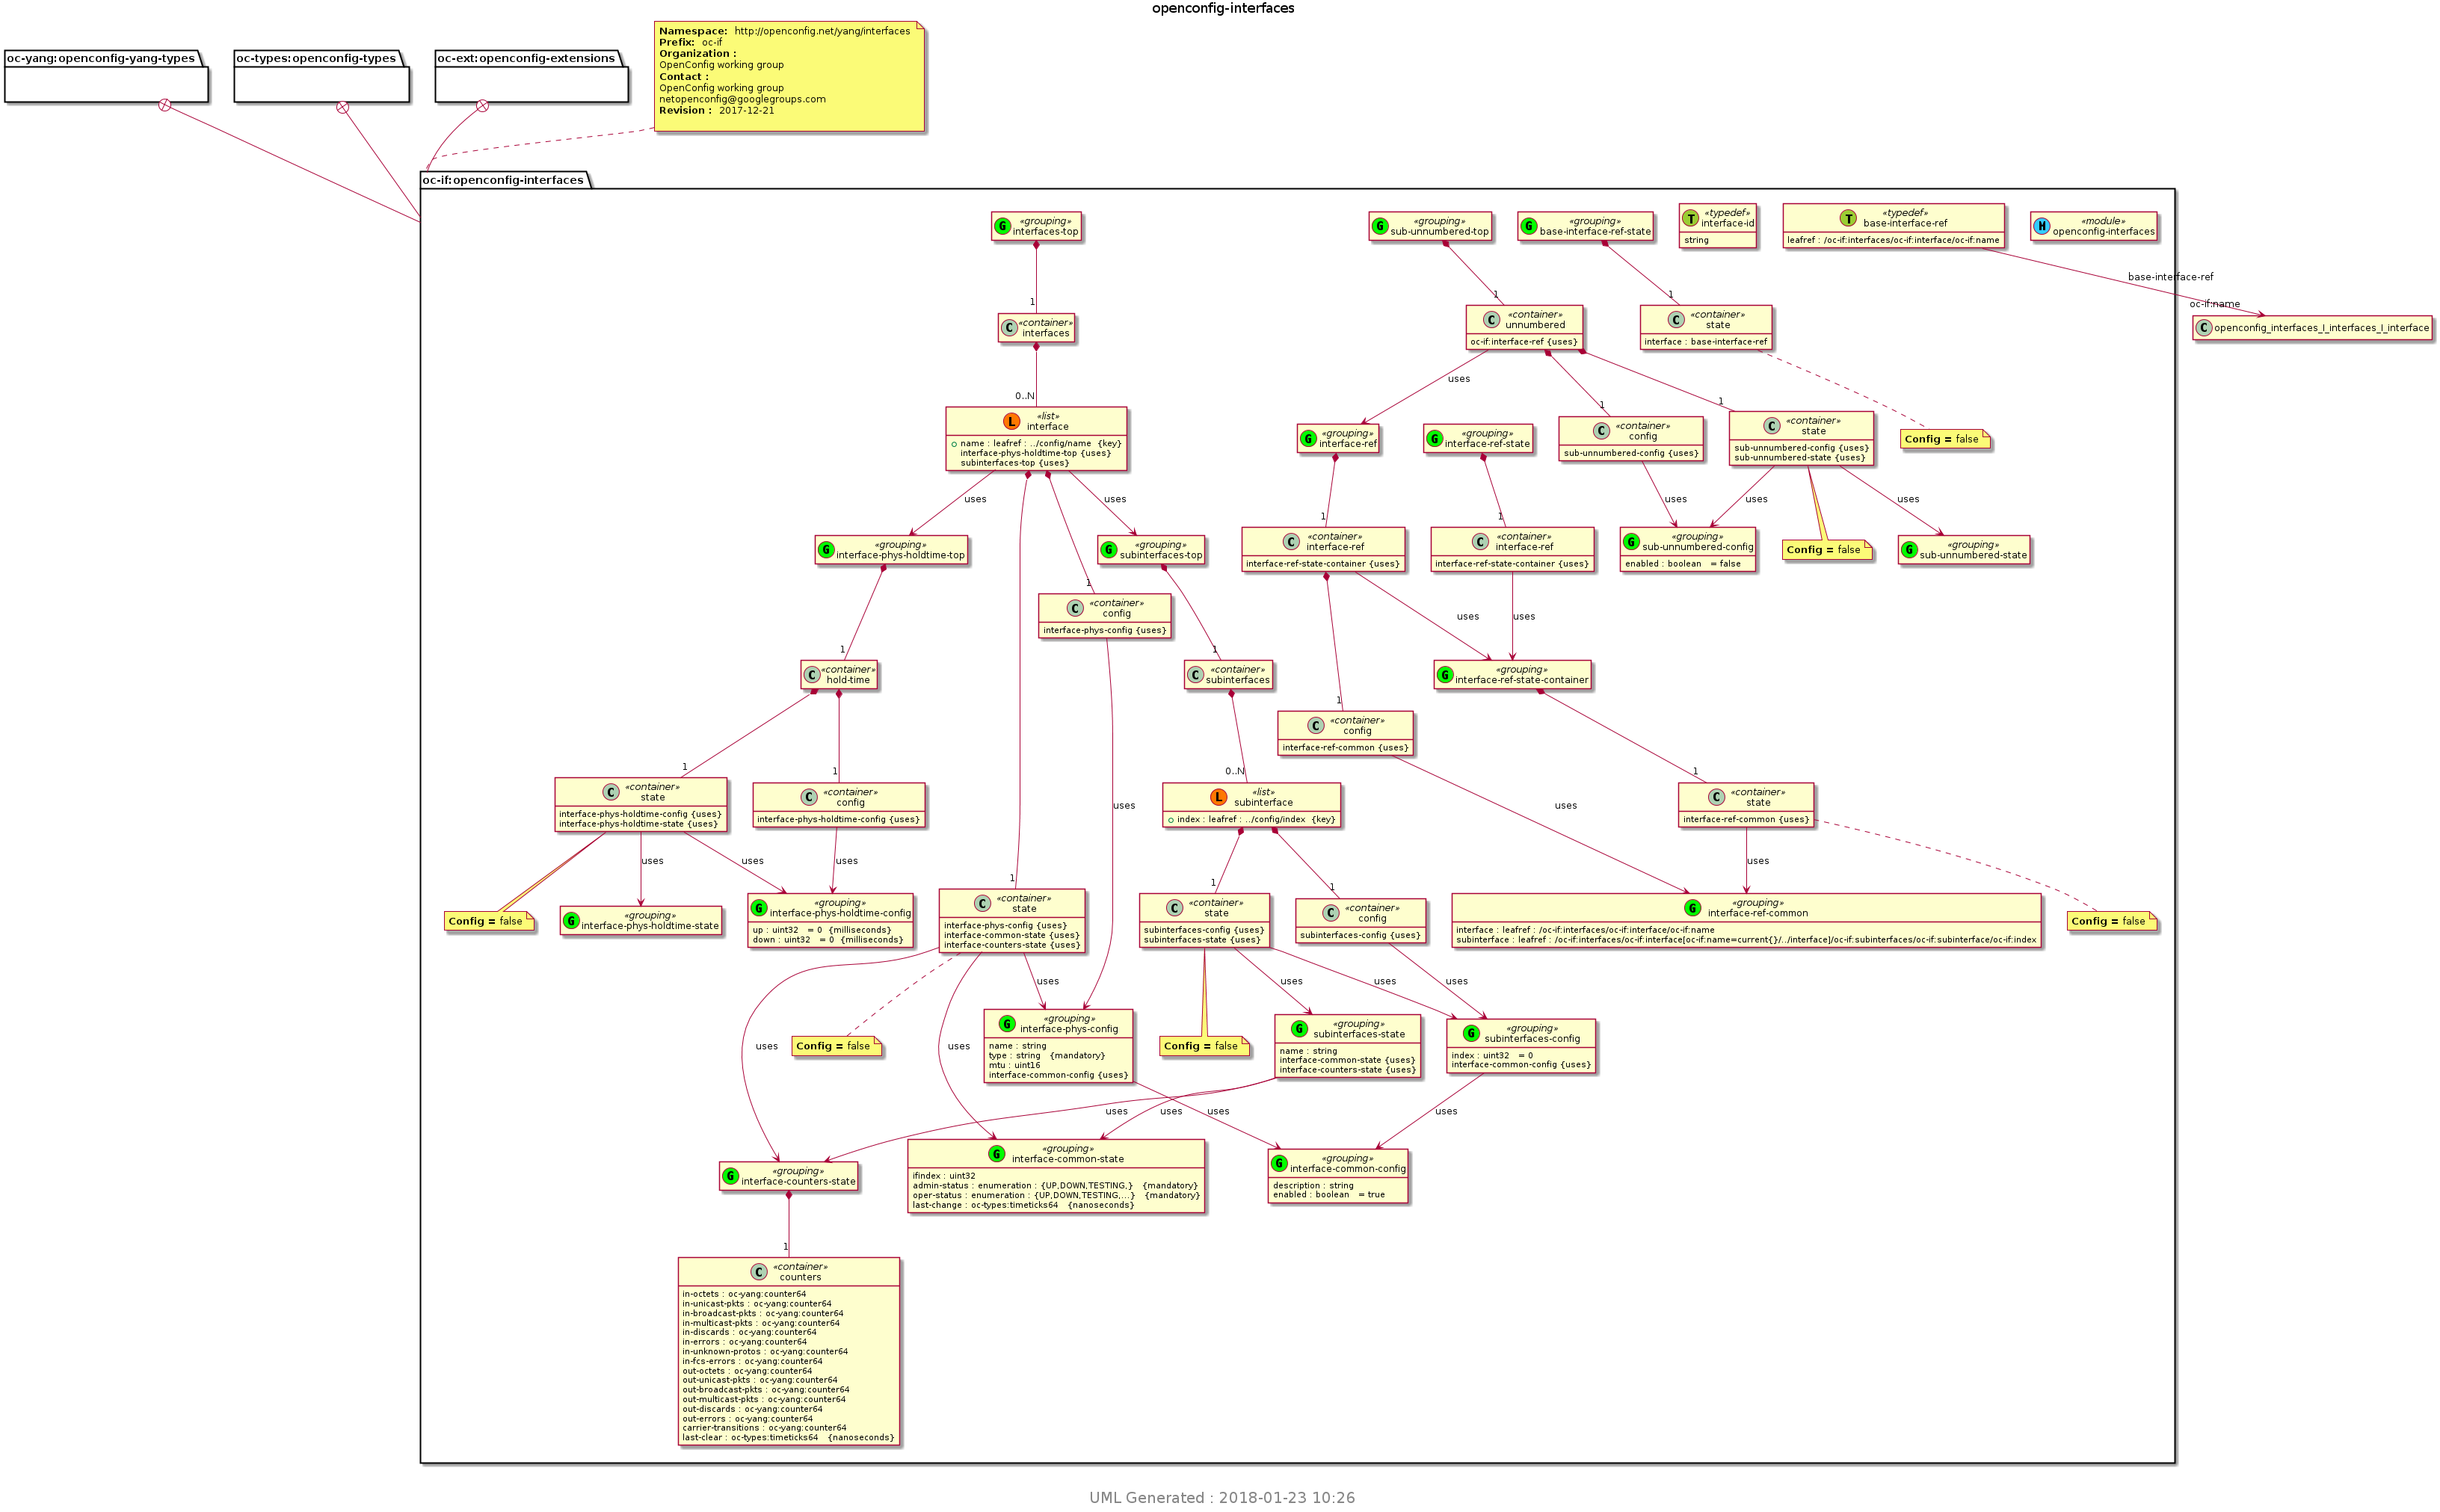 openconfig-interfaces
oc-yang:openconfig-yang-types
oc-types:openconfig-types
oc-ext:openconfig-extensions
Namespace: http://openconfig.net/yang/interfaces
Prefix: oc-if
Organization :
OpenConfig working group
Contact :
OpenConfig working group
netopenconfig@googlegroups.com
Revision : 2017-12-21
oc-if:openconfig-interfaces
G «grouping»
interfaces-top
G «grouping»
sub-unnumbered-top
G «grouping»
base-interface-ref-state
T «typedef»
interface-id
string
T «typedef»
base-interface-ref
leafref : /oc-if:interfaces/oc-if:interface/oc-if:name
M «module»
openconfig-interfaces
base-interface-ref
oc-if:name
C openconfig_interfaces_I_interfaces_I_interface
1
C «container»
interfaces
1
C «container»
unnumbered
oc-if:interface-ref {uses}
1
C «container»
state
interface : base-interface-ref
0..N
L «list»
interface
name : leafref : ../config/name {key}
interface-phys-holdtime-top {uses}
subinterfaces-top {uses}
uses
G «grouping»
interface-ref
G «grouping»
interface-ref-state
1
C «container»
config
sub-unnumbered-config {uses}
1
C «container»
state
sub-unnumbered-config {uses}
sub-unnumbered-state {uses}
Config = false
uses
uses
uses
uses
uses
G «grouping»
interface-phys-holdtime-top
G «grouping»
subinterfaces-top
1
C «container»
interface-ref
interface-ref-state-container {uses}
1
C «container»
interface-ref
interface-ref-state-container {uses}
G «grouping»
sub-unnumbered-config
enabled : boolean = false
Config = false
G «grouping»
sub-unnumbered-state
1
C «container»
config
interface-phys-config {uses}
uses
uses
1
C «container»
hold-time
1
C «container»
subinterfaces
G «grouping»
interface-ref-state-container
1
C «container»
config
interface-ref-common {uses}
1
C «container»
state
interface-phys-holdtime-config {uses}
interface-phys-holdtime-state {uses}
1
C «container»
config
interface-phys-holdtime-config {uses}
uses
0..N
L «list»
subinterface
index : leafref : ../config/index {key}
uses
1
C «container»
state
interface-ref-common {uses}
uses
uses
uses
uses
Config = false
G «grouping»
interface-phys-holdtime-state
G «grouping»
interface-phys-holdtime-config
up : uint32 = 0 {milliseconds}
down : uint32 = 0 {milliseconds}
1
C «container»
state
interface-phys-config {uses}
interface-common-state {uses}
interface-counters-state {uses}
1
C «container»
state
subinterfaces-config {uses}
subinterfaces-state {uses}
1
C «container»
config
subinterfaces-config {uses}
G «grouping»
interface-ref-common
interface : leafref : /oc-if:interfaces/oc-if:interface/oc-if:name
subinterface : leafref : /oc-if:interfaces/oc-if:interface[oc-if:name=current{}/../interface]/oc-if:subinterfaces/oc-if:subinterface/oc-if:index
Config = false
uses
uses
uses
uses
uses
uses
Config = false
G «grouping»
interface-phys-config
name : string
type : string {mandatory}
mtu : uint16
interface-common-config {uses}
Config = false
G «grouping»
subinterfaces-state
name : string
interface-common-state {uses}
interface-counters-state {uses}
G «grouping»
subinterfaces-config
index : uint32 = 0
interface-common-config {uses}
uses
uses
uses
uses
G «grouping»
interface-counters-state
G «grouping»
interface-common-state
ifindex : uint32
admin-status : enumeration : {UP,DOWN,TESTING,} {mandatory}
oper-status : enumeration : {UP,DOWN,TESTING,...} {mandatory}
last-change : oc-types:timeticks64 {nanoseconds}
G «grouping»
interface-common-config
description : string
enabled : boolean = true
1
C «container»
counters
in-octets : oc-yang:counter64
in-unicast-pkts : oc-yang:counter64
in-broadcast-pkts : oc-yang:counter64
in-multicast-pkts : oc-yang:counter64
in-discards : oc-yang:counter64
in-errors : oc-yang:counter64
in-unknown-protos : oc-yang:counter64
in-fcs-errors : oc-yang:counter64
out-octets : oc-yang:counter64
out-unicast-pkts : oc-yang:counter64
out-broadcast-pkts : oc-yang:counter64
out-multicast-pkts : oc-yang:counter64
out-discards : oc-yang:counter64
out-errors : oc-yang:counter64
carrier-transitions : oc-yang:counter64
last-clear : oc-types:timeticks64 {nanoseconds}
UML Generated : 2018-01-23 10:26